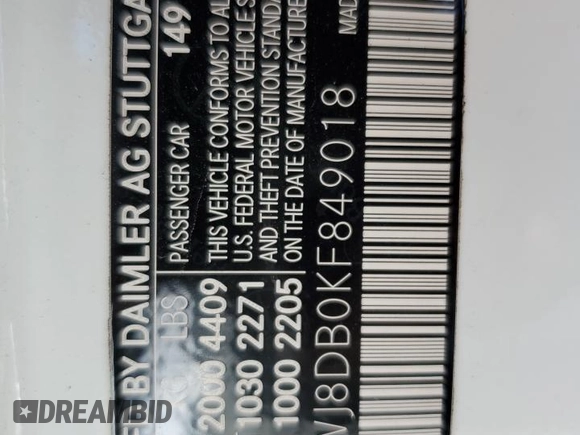 BY DAIMLER AG STUTTGA
149
LBS
PASSENGER CAR
2000 4409
THIS VEHICLE CONFORMS TO AL
1030 2271
U.S. FEDERAL MOTOR VEHICLE S
AND THEFT PREVENTION STANDA
1000 2205
ON THE DATE OF MANUFACTURE
J8DB0KF849018
MAD
DREAMBID